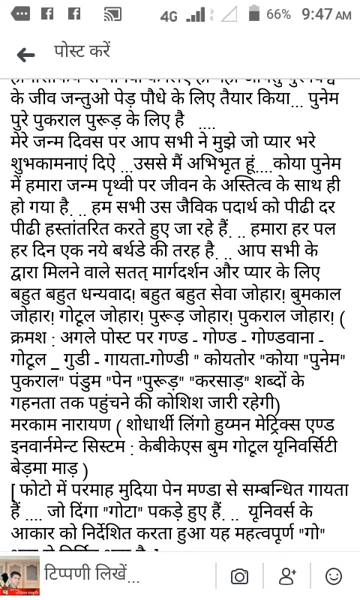 4G 66% 9:47 AM
पोस्ट करें
के जीव जन्तुओ पेड़ पौधे के लिए तैयार किया... पुनेम
पुरे पुकराल पुरूड़ के लिए है ....
मेरे जन्म दिवस पर आप सभी ने मुझे जो प्यार भरे
शुभकामनाएं दिऐ ...उससे मैं अभिभूत हूं....कोया पुनेम
में हमारा जन्म पृथ्वी पर जीवन के अस्तित्व के साथ ही
हो गया है. .. हम सभी उस जैविक पदार्थ को पीढी दर
पीढी हस्तांतरित करते हुए जा रहे हैं. .. हमारा हर पल
हर दिन एक नये बर्थडे की तरह है. .. आप सभी के
द्वारा मिलने वाले सतत् मार्गदर्शन और प्यार के लिए
बहुत बहुत धन्यवाद! बहुत बहुत सेवा जोहार! बुमकाल
जोहार! गोटूल जोहार! पुरूड़ जोहार! पुकराल जोहार! (
क्रमश : अगले पोस्ट पर गण्ड - गोण्ड - गोण्डवाना -
गोटूल _ गुडी - गायता-गोण्डी " कोयतोर "कोया "पुनेम"
पुकराल" पंडुम "पेन "पुरूड़" "करसाड़" शब्दों के
गहनता तक पहुंचने की कोशिश जारी रहेगी)
मरकाम नारायण ( शोधार्थी लिंगो हुय्मन मेट्रिक्स एण्ड
इनवार्नमेन्ट सिस्टम : केबीकेएस बुम गोटूल यूनिवर्सिटी
बेड़मा माड़ )
[ फोटो में परमाह मुदिया पेन मण्डा से सम्बन्धित गायता
हैं .... जो दिंगा "गोटा" पकड़े हुए हैं. .. यूनिवर्स के
आकार को निर्देशित करता हुआ यह महत्वपूर्ण "गो"
टिप्पणी लिखें...